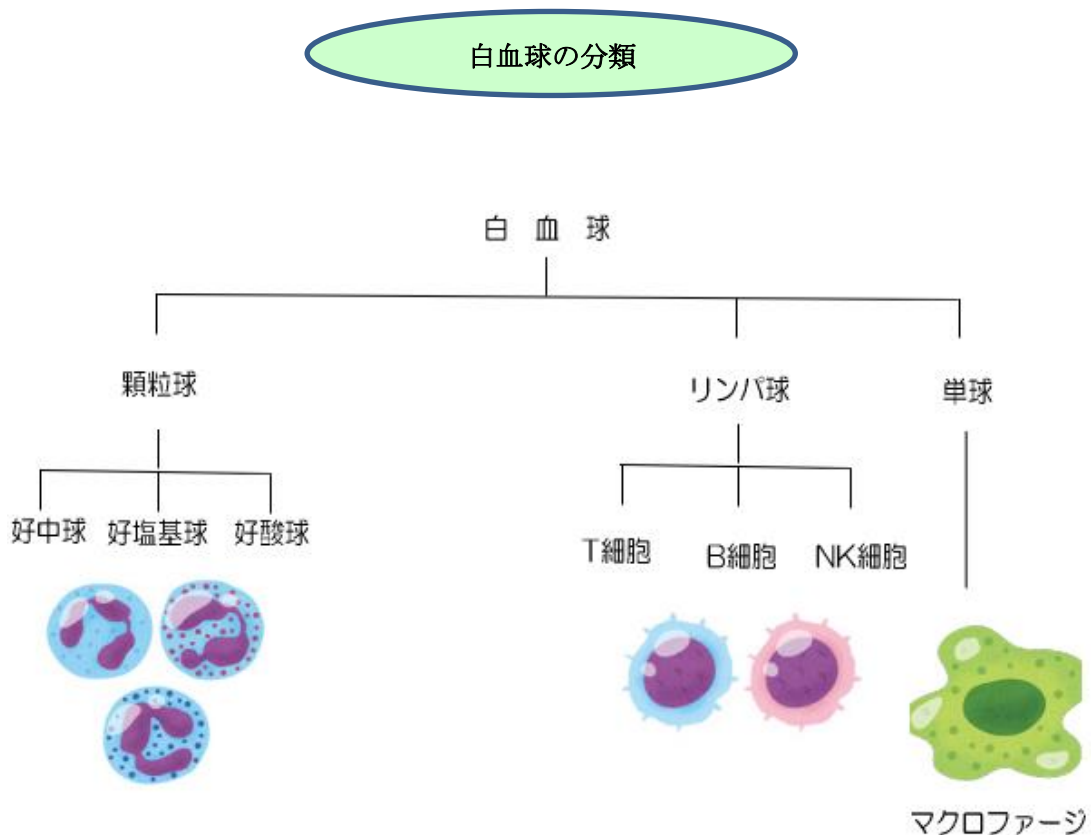 白血球の分類
白 血 球
顆粒球
リンパ球
単球
好中球 好塩基球 好酸球
T細胞 B細胞 NK細胞
マクロファージ